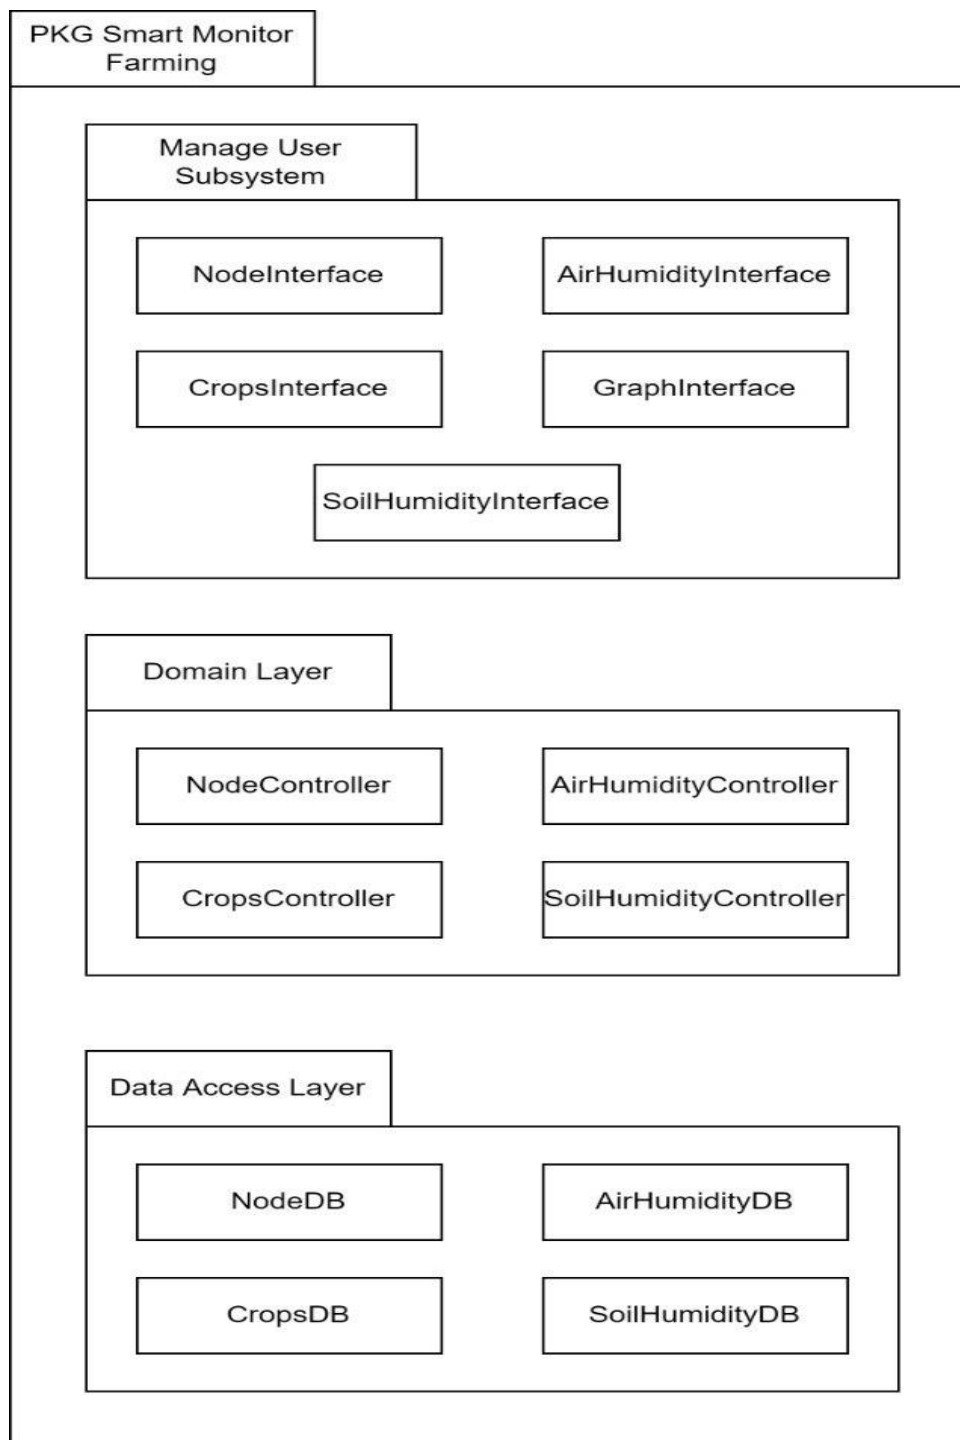 PKG Smart Monitor
Farming
Manage User
Subsystem
NodeInterface
AirHumidityInterface
CropsInterface
GraphInterface
SoilHumidityInterface
Domain Layer
NodeController
AirHumidityController
CropsController
SoilHumidityController
Data Access Layer
NodeDB
AirHumidityDB
CropsDB
SoilHumidityDB